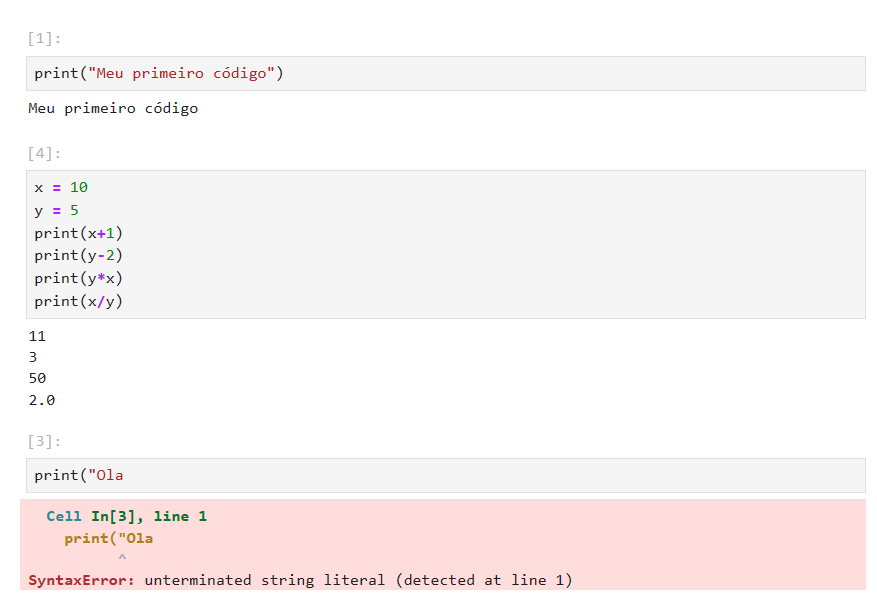 [1]:
print("Meu primeiro código")
Meu primeiro código
[4]:
x = 10
y = 5
print(x+1)
print(y-2)
print(y*x)
print(x/y)
11
3
50
2.0
[3]:
print("Ola
Cell In[3], line 1
print("Ola
^
SyntaxError: unterminated string literal (detected at line 1)